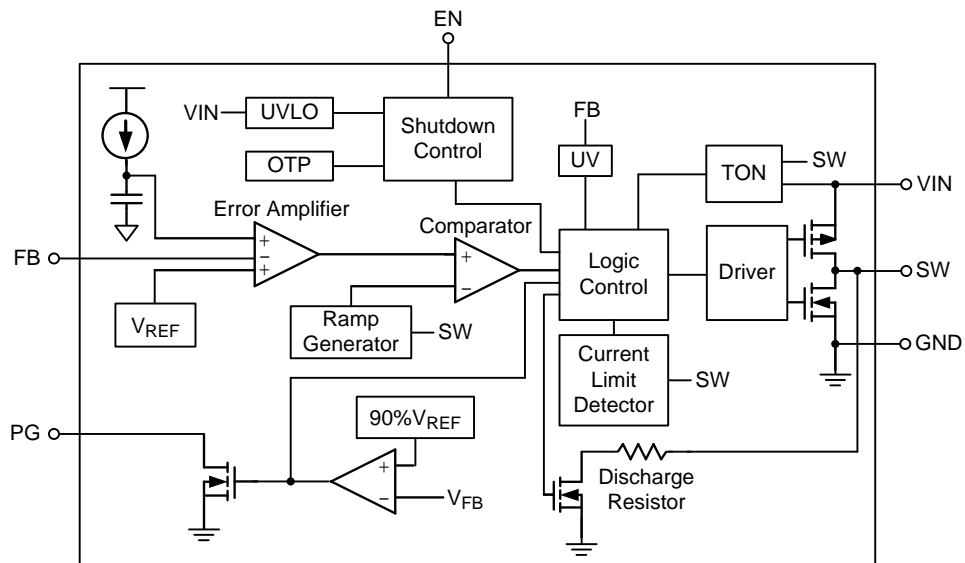 EN
VIN
UVLO
Shutdown
Control
FB
OTP
UV
TON
SW
VIN
Error Amplifier
Comparator
+
−
+
FB
+
−
Logic
Control
Driver
SW
VREF
Ramp
Generator
SW
GND
Current
Limit
Detector
SW
90%VREF
PG
+
−
VFB
Discharge
Resistor